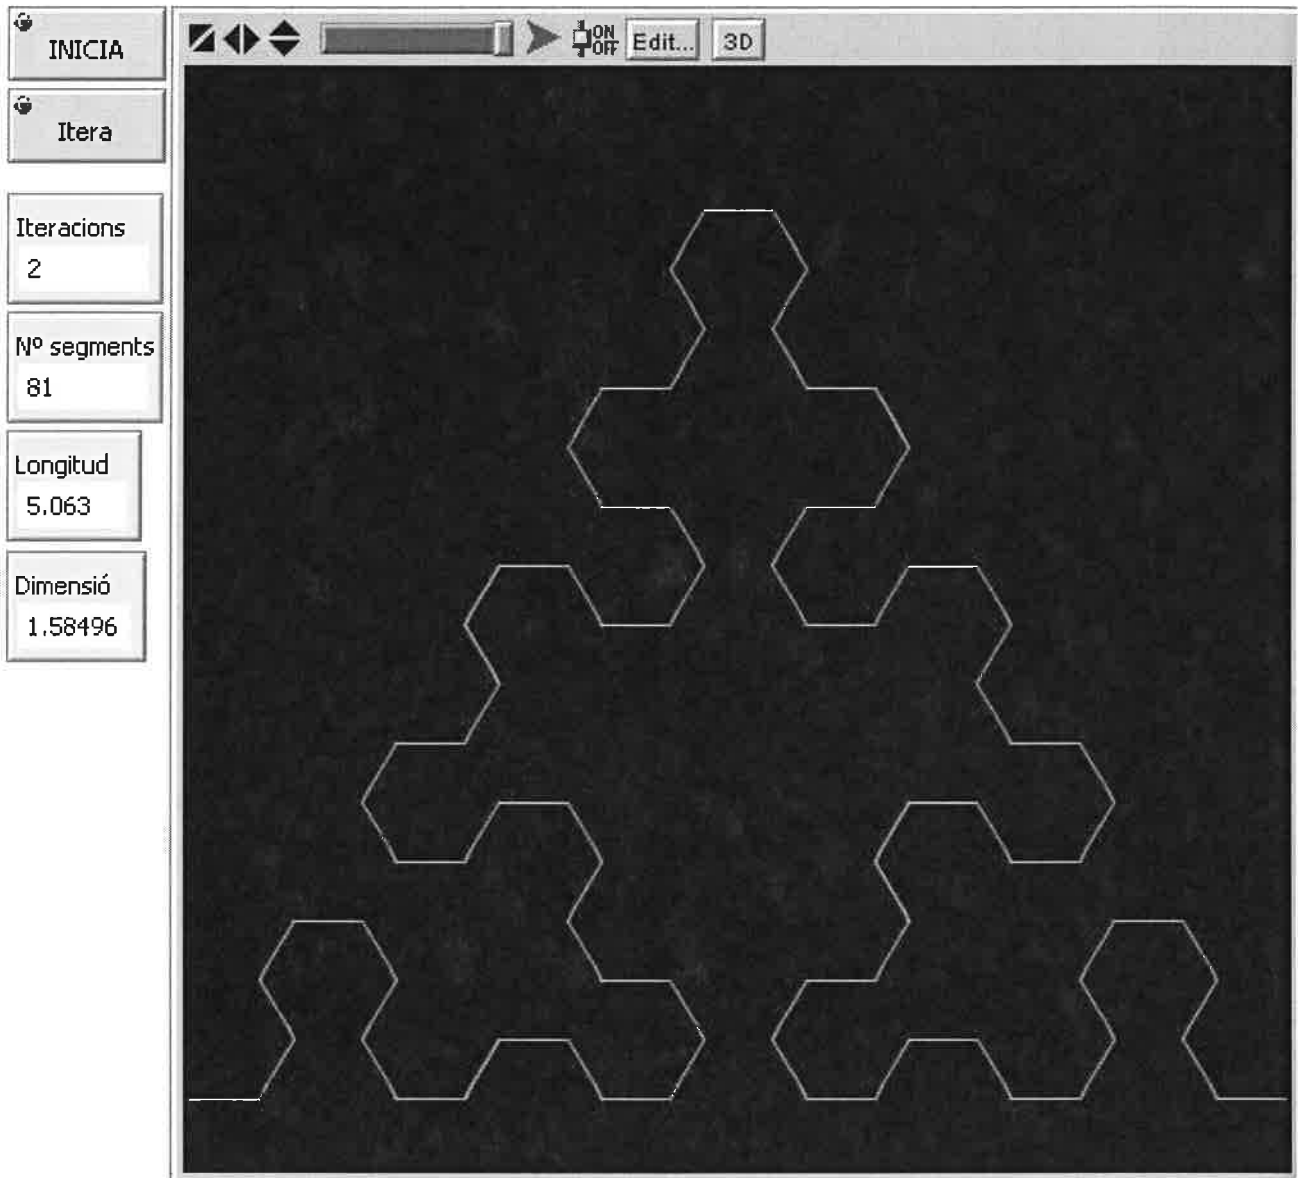 INICIA
Itera
ON
OFF
Edit...
3D
Iteracions
2
Nº segments
81
Longitud
5.063
Dimensió
1.58496